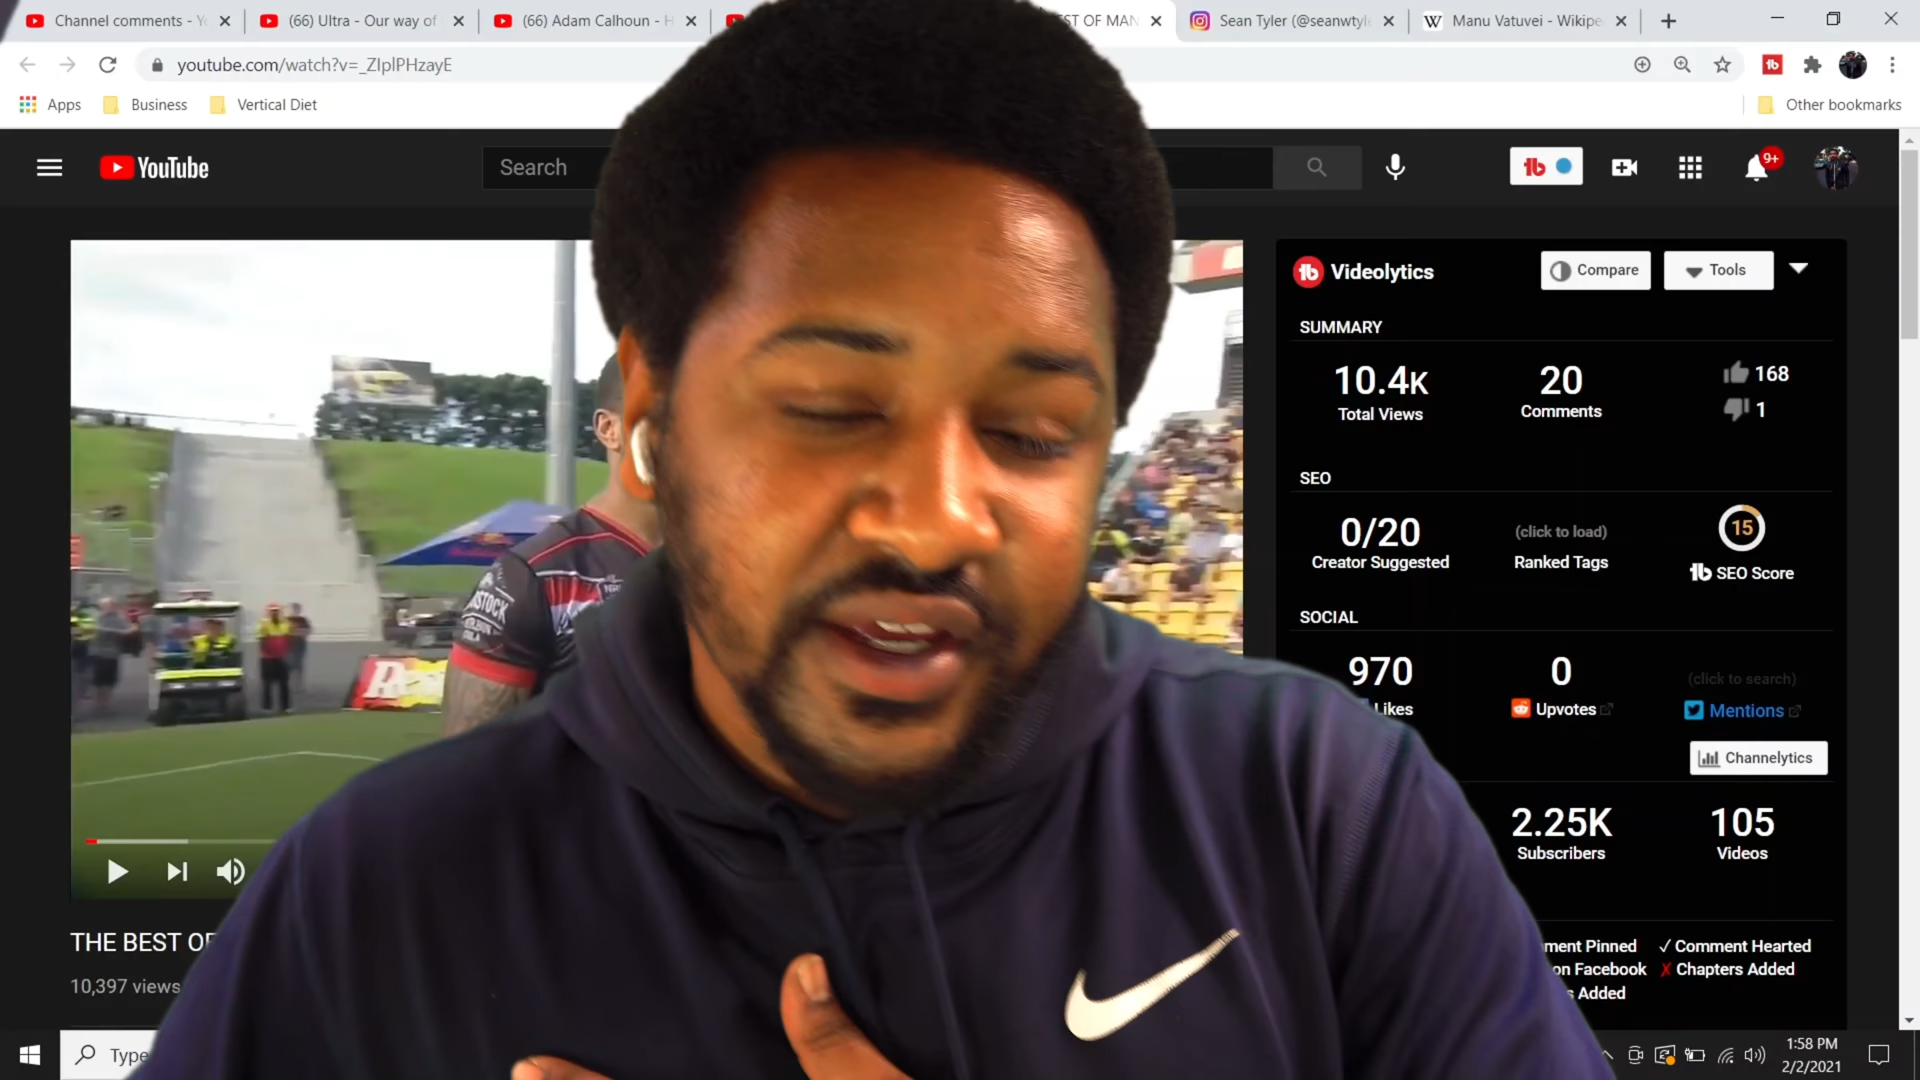 Channel comments - Y
(66) Ultra - Our way of
(66) Adam Calhoun - H
EST OF MAN
Sean Tyler (@seanwtyl
Manu Vatuvei - Wikipe
youtube.com/watch?v=_ZIplPHzayE
Apps
Business
Vertical Diet
Other bookmarks
YouTube
Search
9+
Videolytics
Compare
Tools
SUMMARY
10.4K
20
168
Total Views
Comments
1
SEO
0/20
(click to load)
15
Creator Suggested
Ranked Tags
SEO Score
SOCIAL
970
0
(click to search)
Likes
Upvotes
Mentions
Channelytics
2.25K
105
Subscribers
Videos
THE BEST OF
10,397 views
ment Pinned
✓ Comment Hearted
on Facebook
✗ Chapters Added
s Added
Type
1:58 PM
2/2/2021